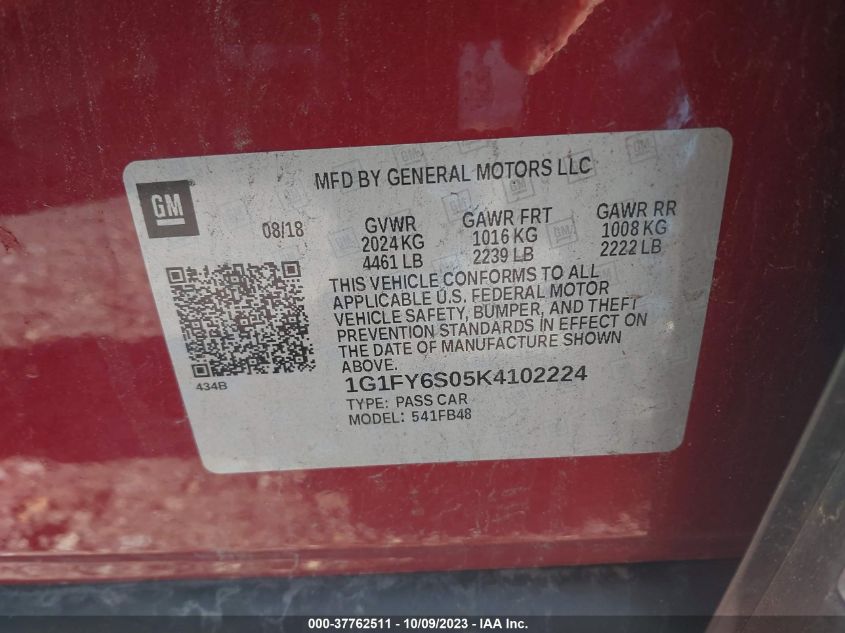 MFD BY GENERAL MOTORS LLC
GM
08/18
GVWR GAWR FRT GAWR RR
2024 KG 1016 KG 1008 KG
4461 LB 2239 LB 2222 LB
THIS VEHICLE CONFORMS TO ALL
APPLICABLE U.S. FEDERAL MOTOR
VEHICLE SAFETY, BUMPER, AND THEFT
PREVENTION STANDARDS IN EFFECT ON
THE DATE OF MANUFACTURE SHOWN
ABOVE.
434B
1G1FY6S05K4102224
TYPE: PASS CAR
MODEL: 541FB48
000-37762511 - 10/09/2023 - IAA Inc.